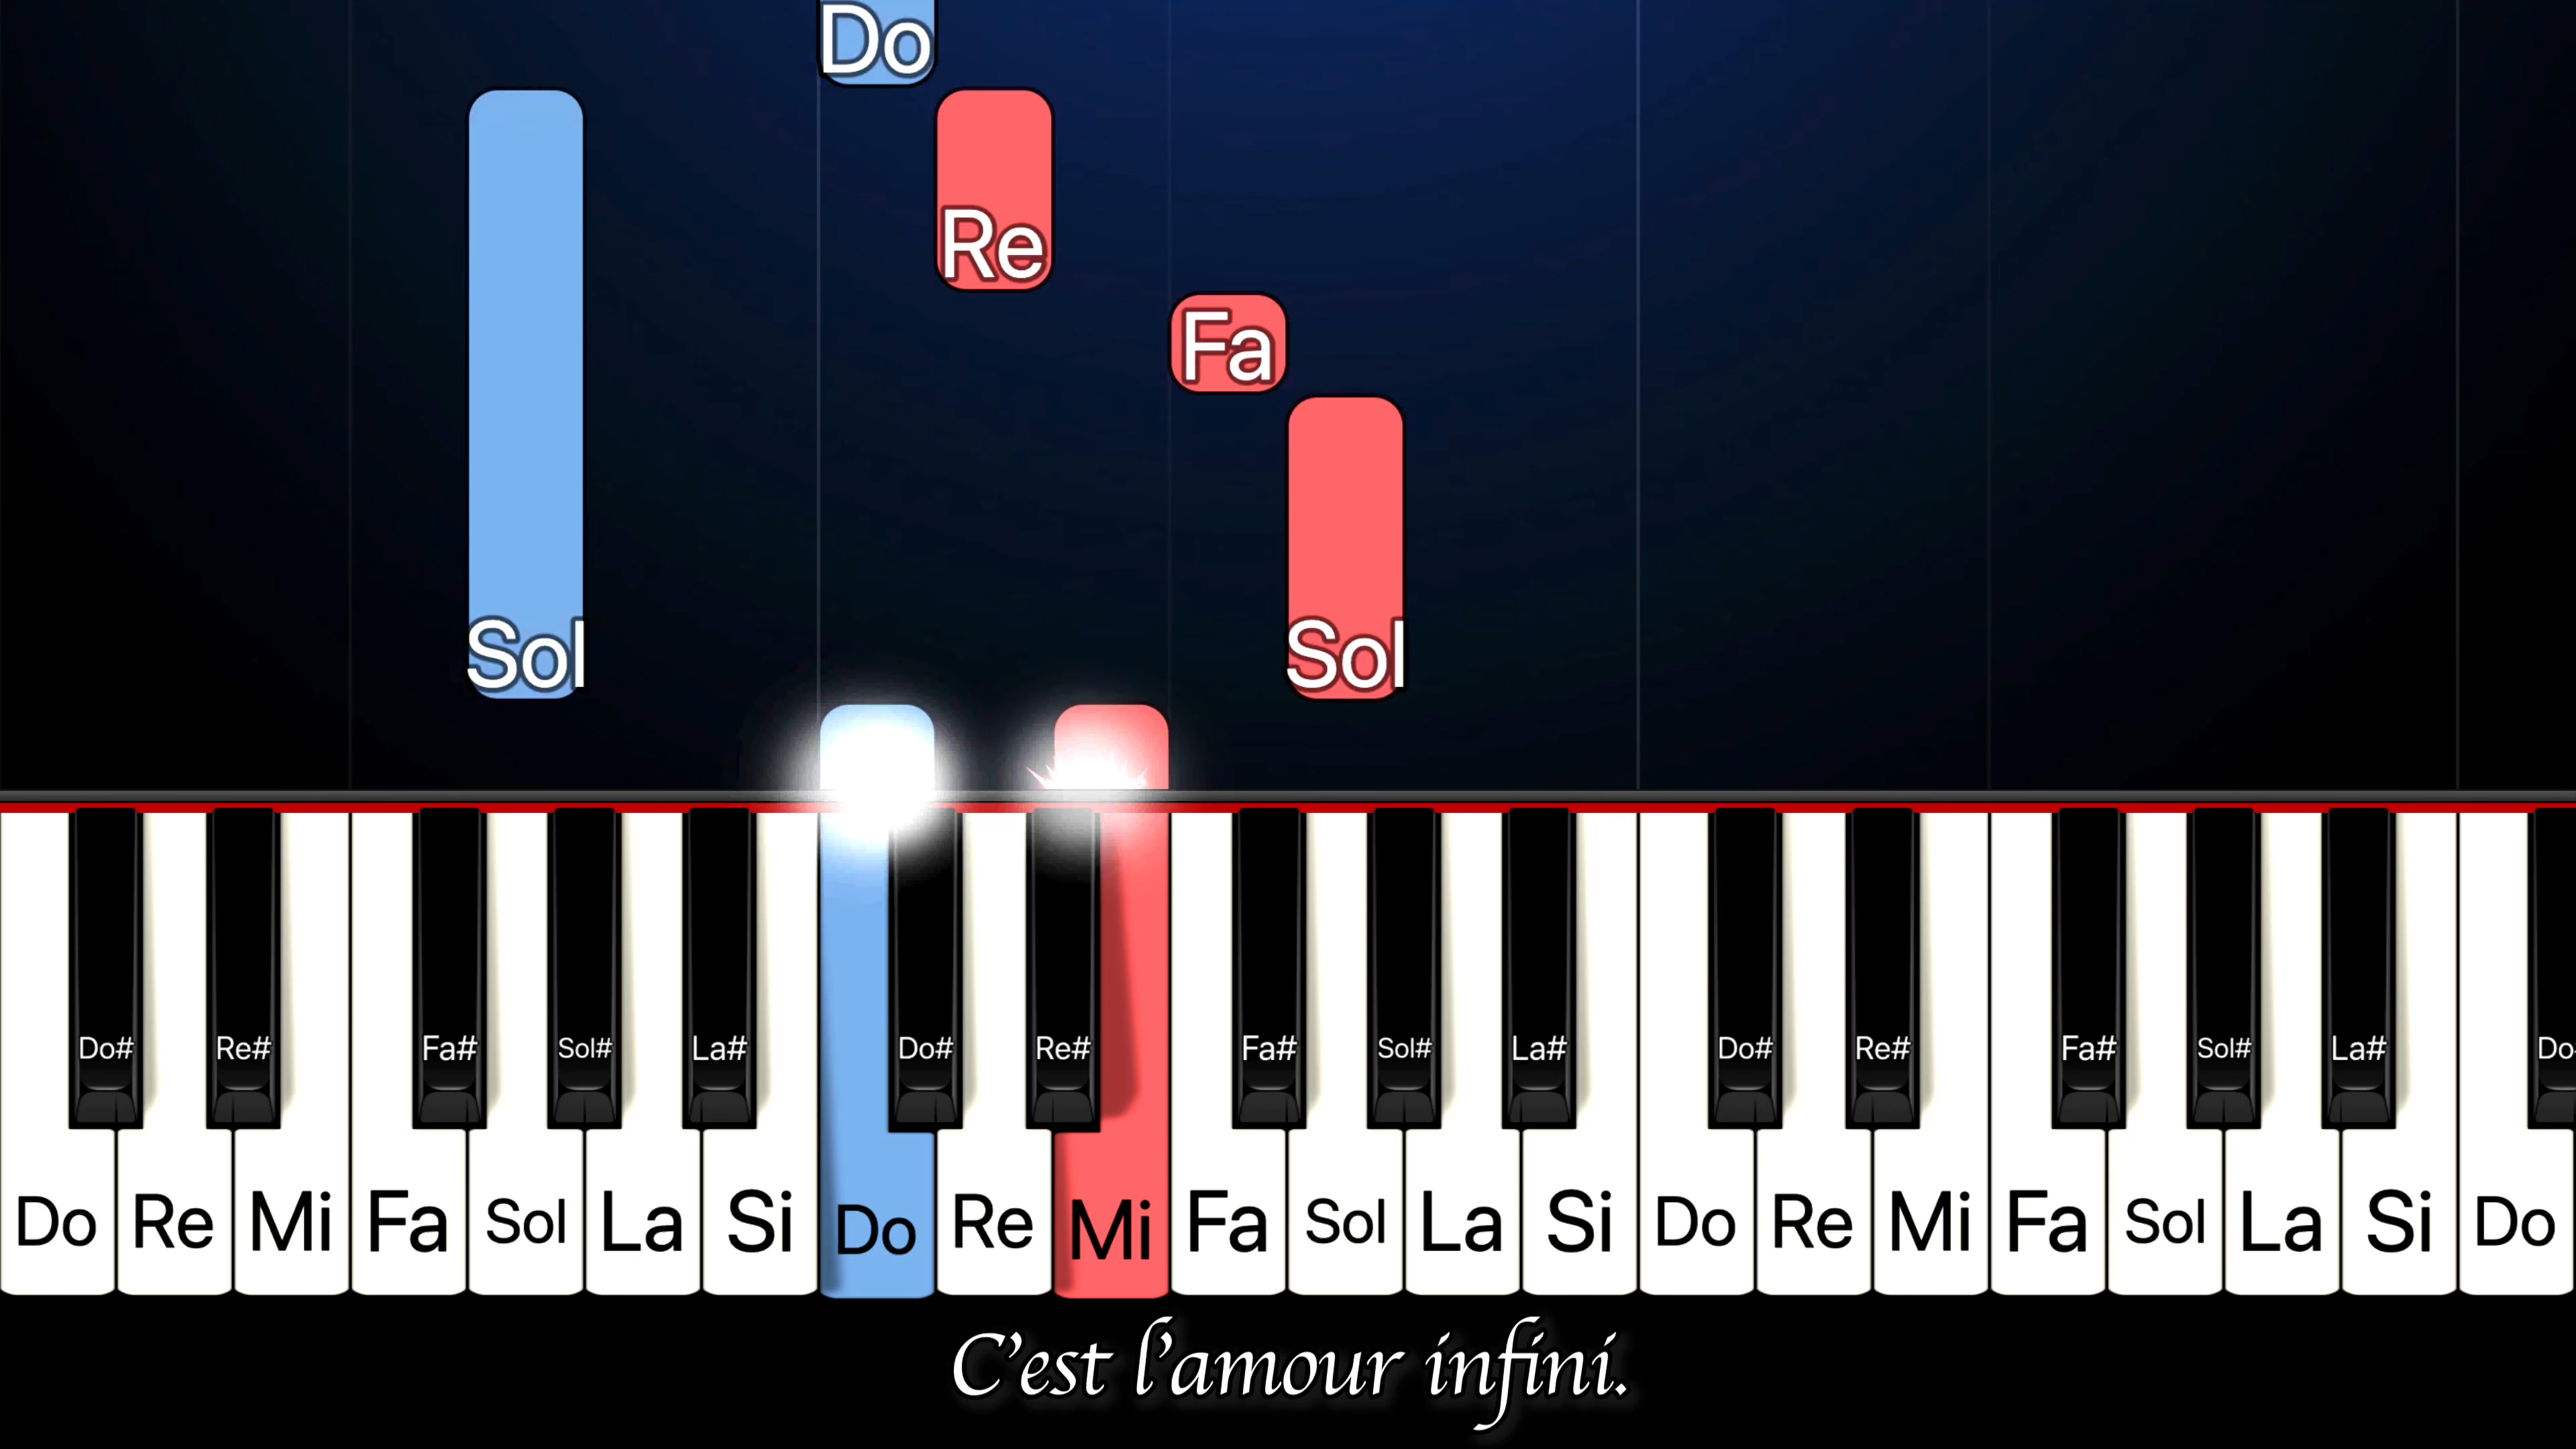 Do
Re
Fa
Sol Sol
Do# Re# Fa# Sol# La# Do# Re# Fa# Sol# La# Do# Re# Fa# Sol# La# Do
Do Re Mi Fa Sol La Si Do Re Mi Fa Sol La Si Do Re Mi Fa Sol La Si Do
C'est l'amour infini.